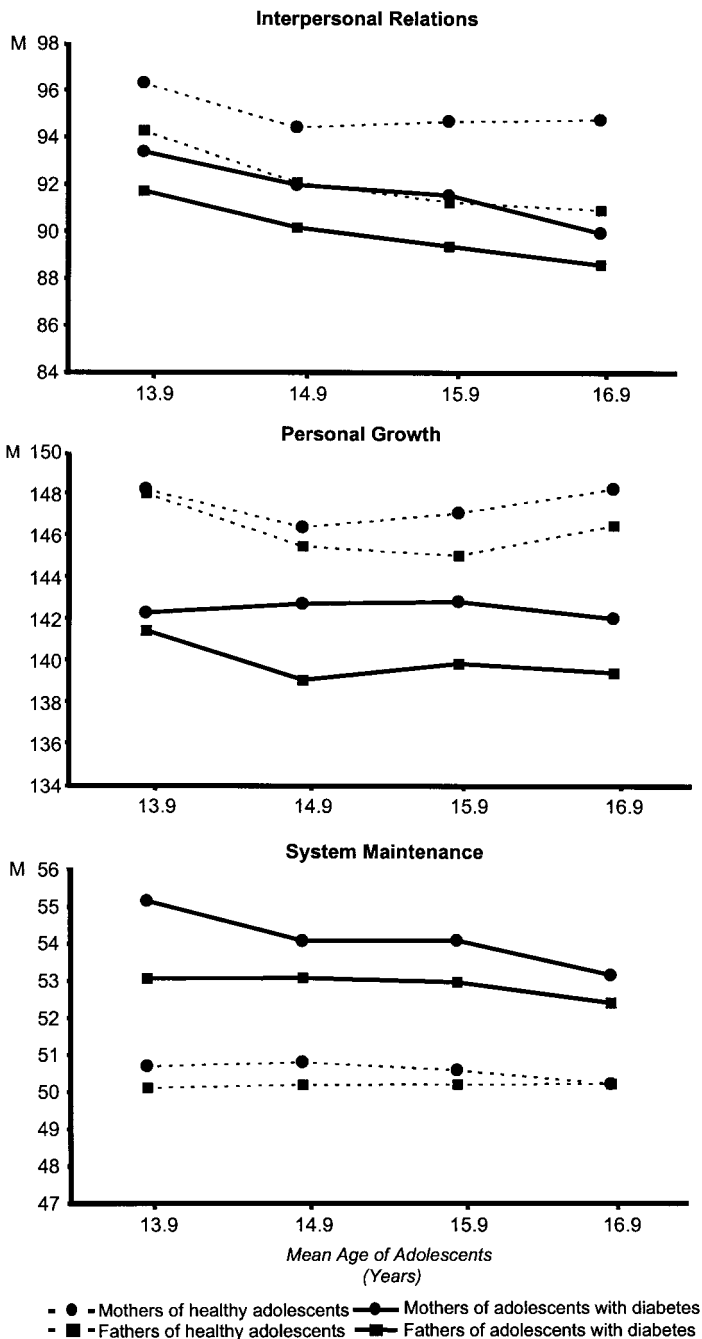 Interpersonal Relations
M 98
96
94
92
90
88
86
84
13.9 14.9 15.9 16.9
Personal Growth
M 150
148
146
144
142
140
138
136
134
13.9 14.9 15.9 16.9
System Maintenance
M 56
55
54
53
52
51
50
49
48
47
13.9 14.9 15.9 16.9
Mean Age of Adolescents
(Years)
Mothers of healthy adolescents Mothers of adolescents with diabetes
Fathers of healthy adolescents Fathers of adolescents with diabetes